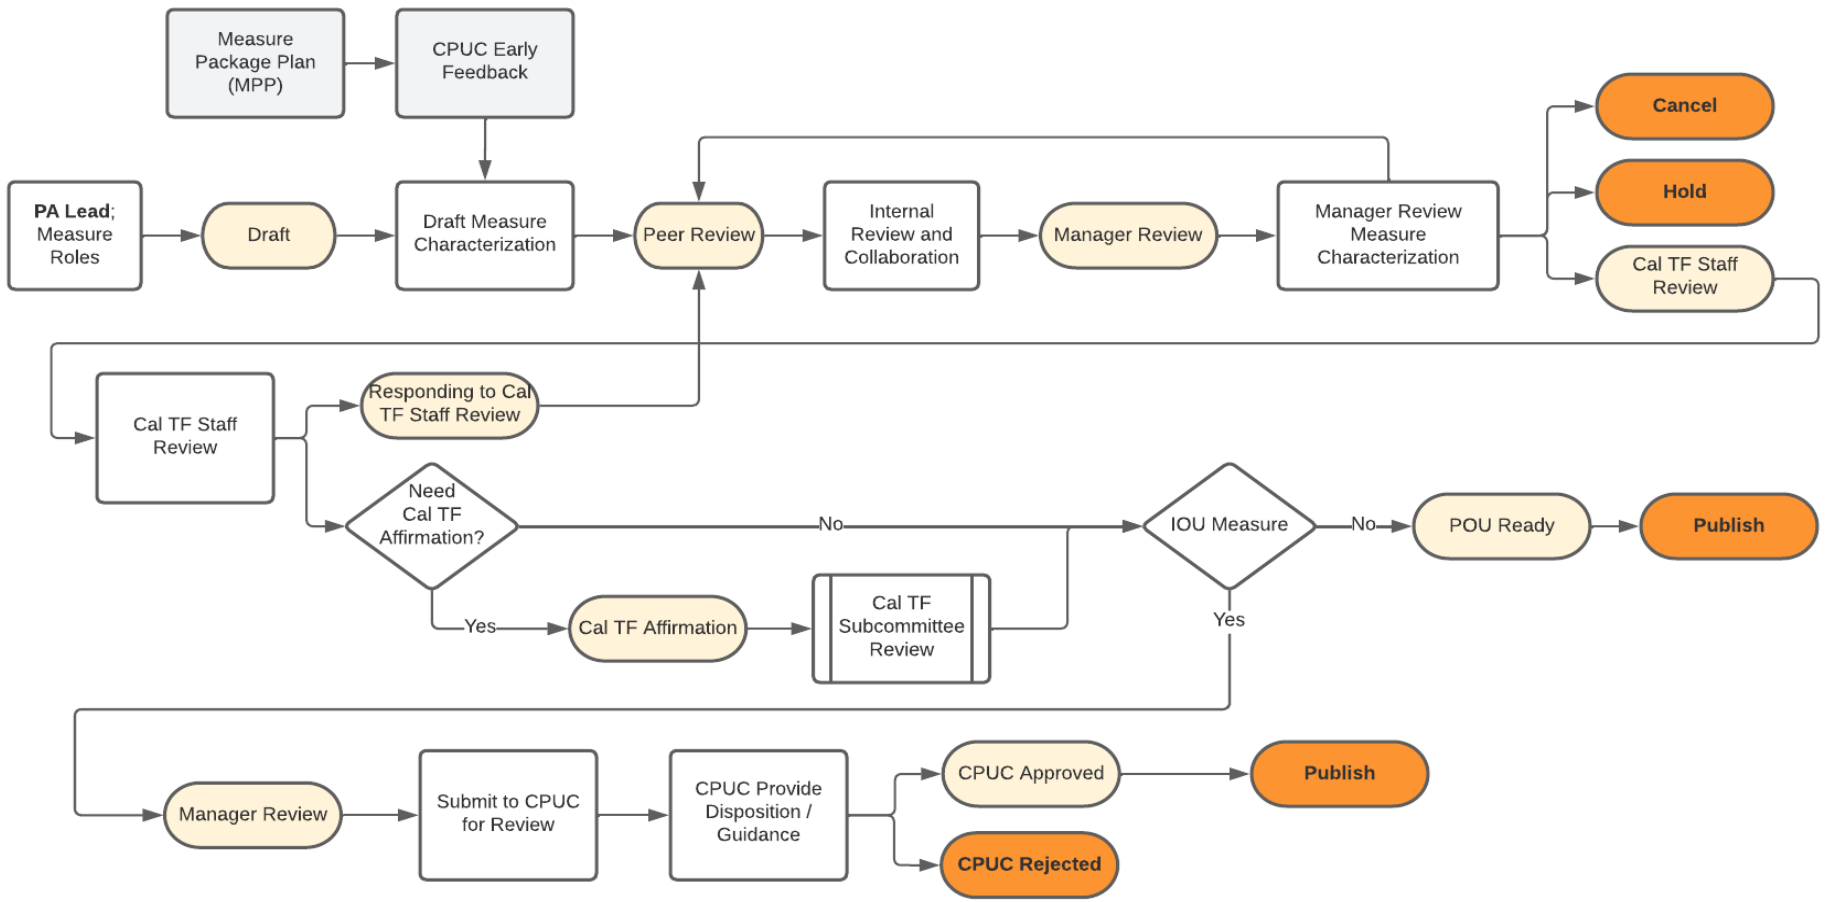 Measure
Package Plan
(MPP)
CPUC Early
Feedback
Cancel
Hold
PA Lead;
Measure
Roles
Draft
Draft Measure
Characterization
Peer Review
Internal
Review and
Collaboration
Manager Review
Manager Review
Measure
Characterization
Cal TF Staff
Review
Cal TF Staff
Review
Responding to Cal
TF Staff Review
Need
Cal TF
Affirmation?
No
IOU Measure
No
POU Ready
Publish
Yes
Cal TF Affirmation
Cal TF
Subcommittee
Review
Yes
Manager Review
Submit to CPUC
for Review
CPUC Provide
Disposition /
Guidance
CPUC Approved
Publish
CPUC Rejected